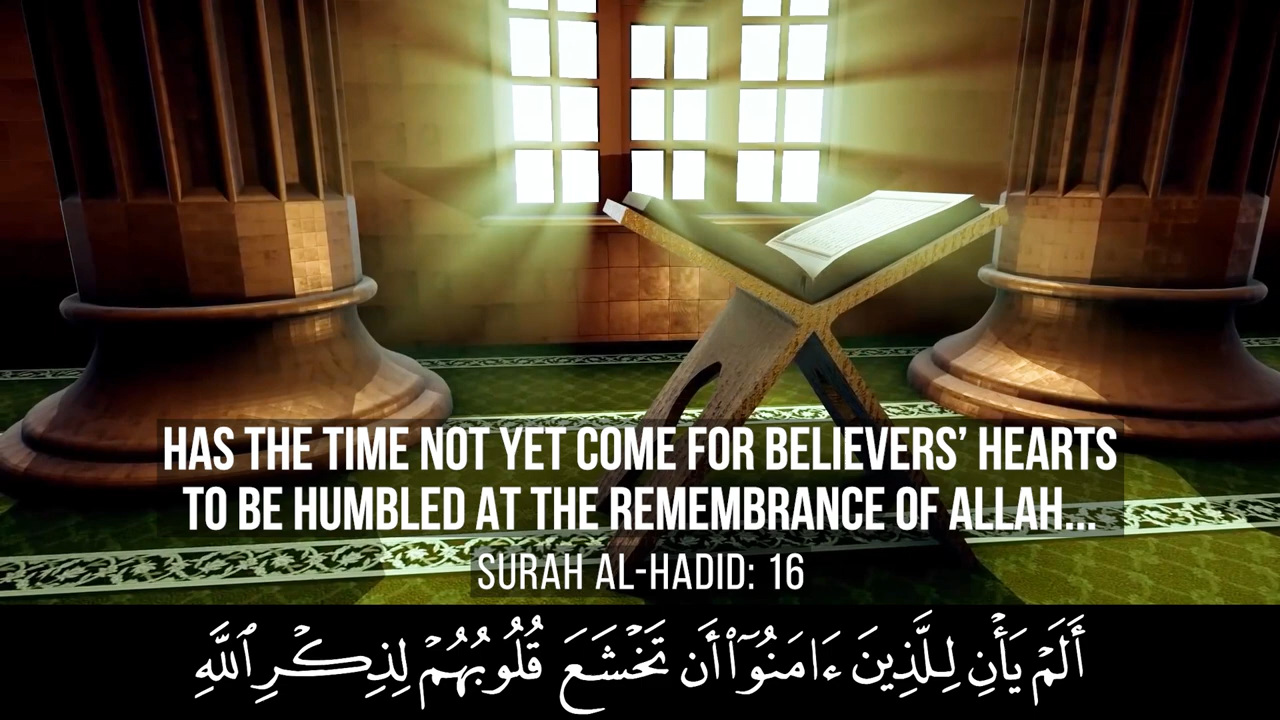 HAS THE TIME NOT YET COME FOR BELIEVERS’ HEARTS
TO BE HUMBLED AT THE REMEMBRANCE OF ALLAH...
SURAH AL-HADID: 16
أَلَمْ يَأْنِ لِلَّذِينَ ءَامَنُوٓا۟ أَن تَخْشَعَ قُلُوبُهُمْ لِذِكْرِ ٱللَّهِ